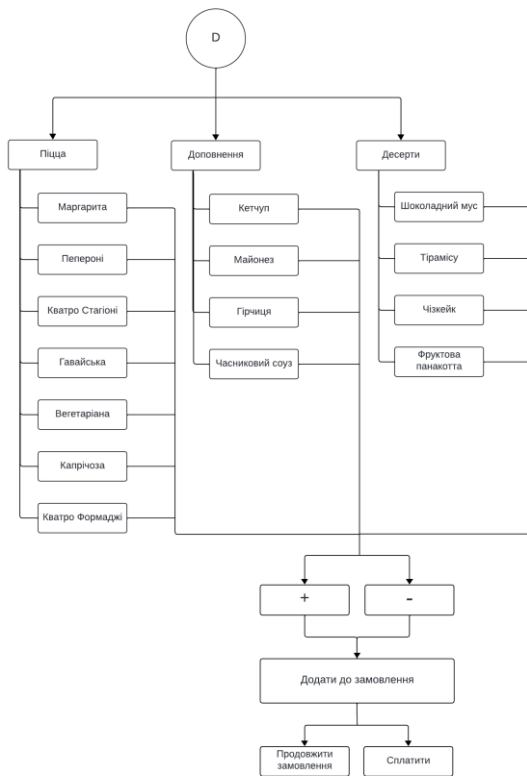 D
Піцца
Доповнення
Десерти
Маргарита
Пепероні
Кватро Стагіоні
Гавайська
Вегетаріана
Капрічоза
Кватро Формаджі
Кетчуп
Майонез
Гірчиця
Часниковий соуз
Шоколадний мус
Тірамісу
Чізкейк
Фруктова
панакотта
+
-
Додати до замовлення
Продовжити
замовлення
Сплатити